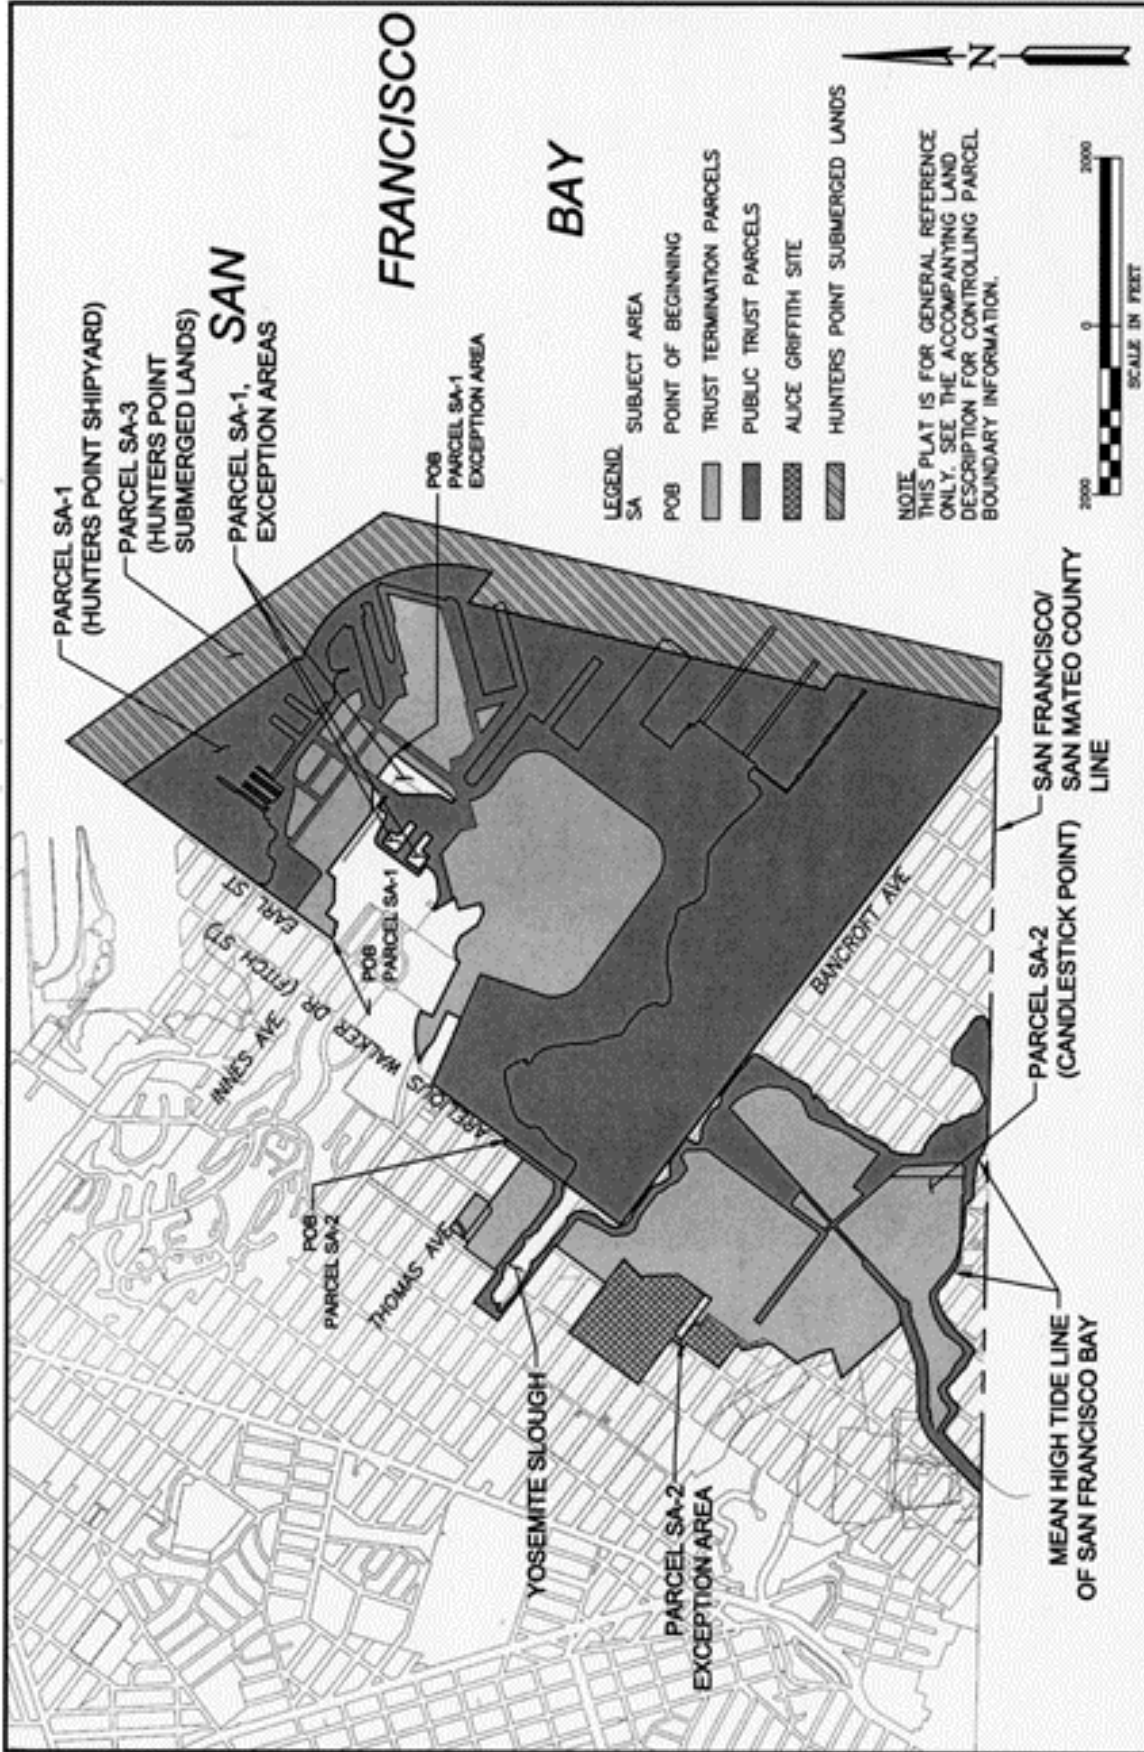 PARCEL SA-1
(HUNTERS POINT SHIPYARD)
PARCEL SA-3
(HUNTERS POINT
SUBMERGED LANDS)
PARCEL SA-1,
EXCEPTION AREAS
SAN
FRANCISCO
BAY
POB
PARCEL SA-1
EXCEPTION AREA
EARL ST
ARELIOUS WALKER DR (FITCH ST)
INNES AVE
POB
PARCEL SA-1
POB
PARCEL SA-2
THOMAS AVE
YOSEMITE SLOUGH
PARCEL SA-2
EXCEPTION AREA
BANCROFT AVE
MEAN HIGH TIDE LINE
OF SAN FRANCISCO BAY
PARCEL SA-2
(CANDLESTICK POINT)
SAN FRANCISCO/
SAN MATEO COUNTY
LINE
LEGEND
SA SUBJECT AREA
POB POINT OF BEGINNING
TRUST TERMINATION PARCELS
PUBLIC TRUST PARCELS
ALICE GRIFFITH SITE
HUNTERS POINT SUBMERGED LANDS
NOTE
THIS PLAT IS FOR GENERAL REFERENCE
ONLY. SEE THE ACCOMPANYING LAND
DESCRIPTION FOR CONTROLLING PARCEL
BOUNDARY INFORMATION.
N
2000 0 2000
SCALE IN FEET